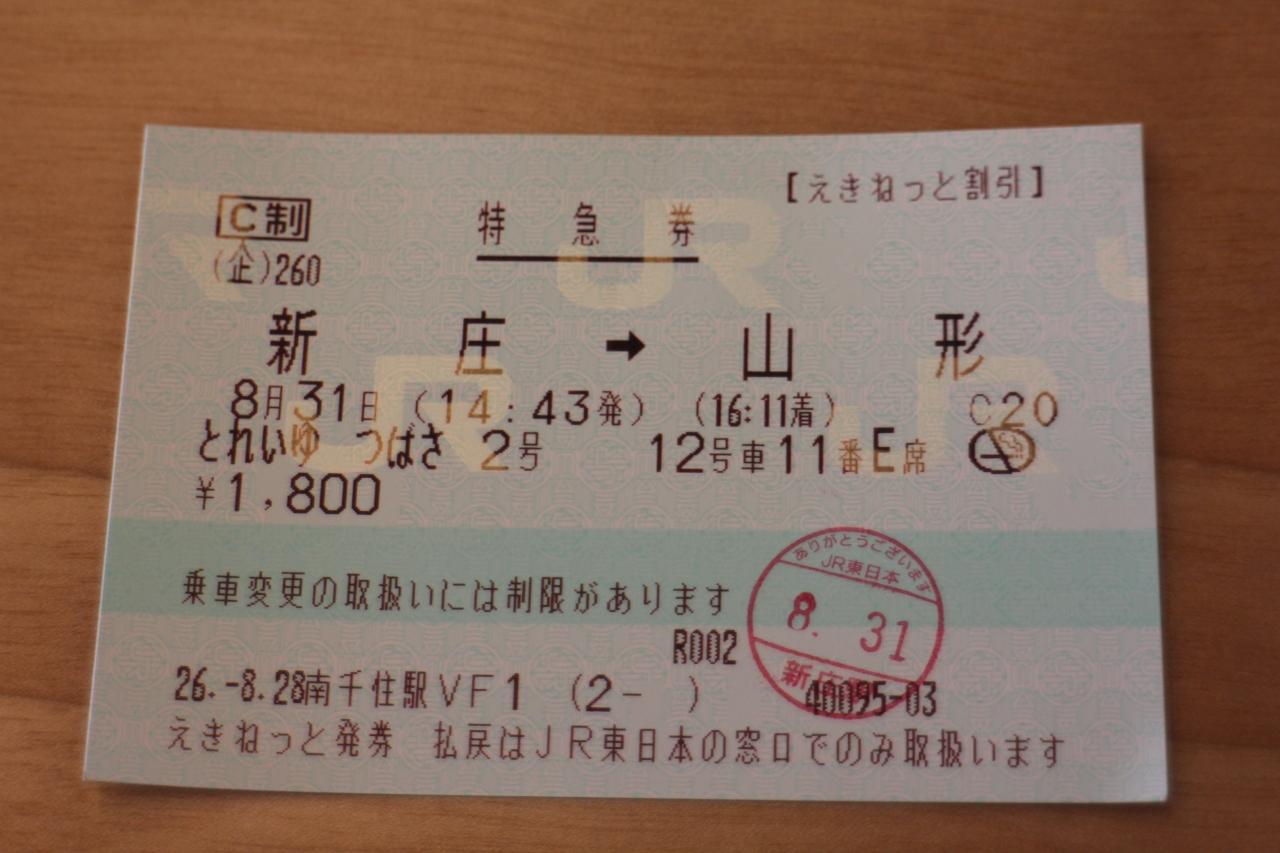 【えきねっと割引】
C制
特急券
(企)260
新庄➡山形
8月31日 (14:43発) (16:11着) C20
とれいゆ つばさ 2号 12号車11番E席
¥1,800
乗車変更の取扱いには制限があります
R002
26.-8.28南千住駅VF1 (2- ) 40095-03
えきねっと発券 払戻はJR東日本の窓口でのみ取扱います
ありがとうございます
JR東日本
8. 31
新庄
JR
JR
JR